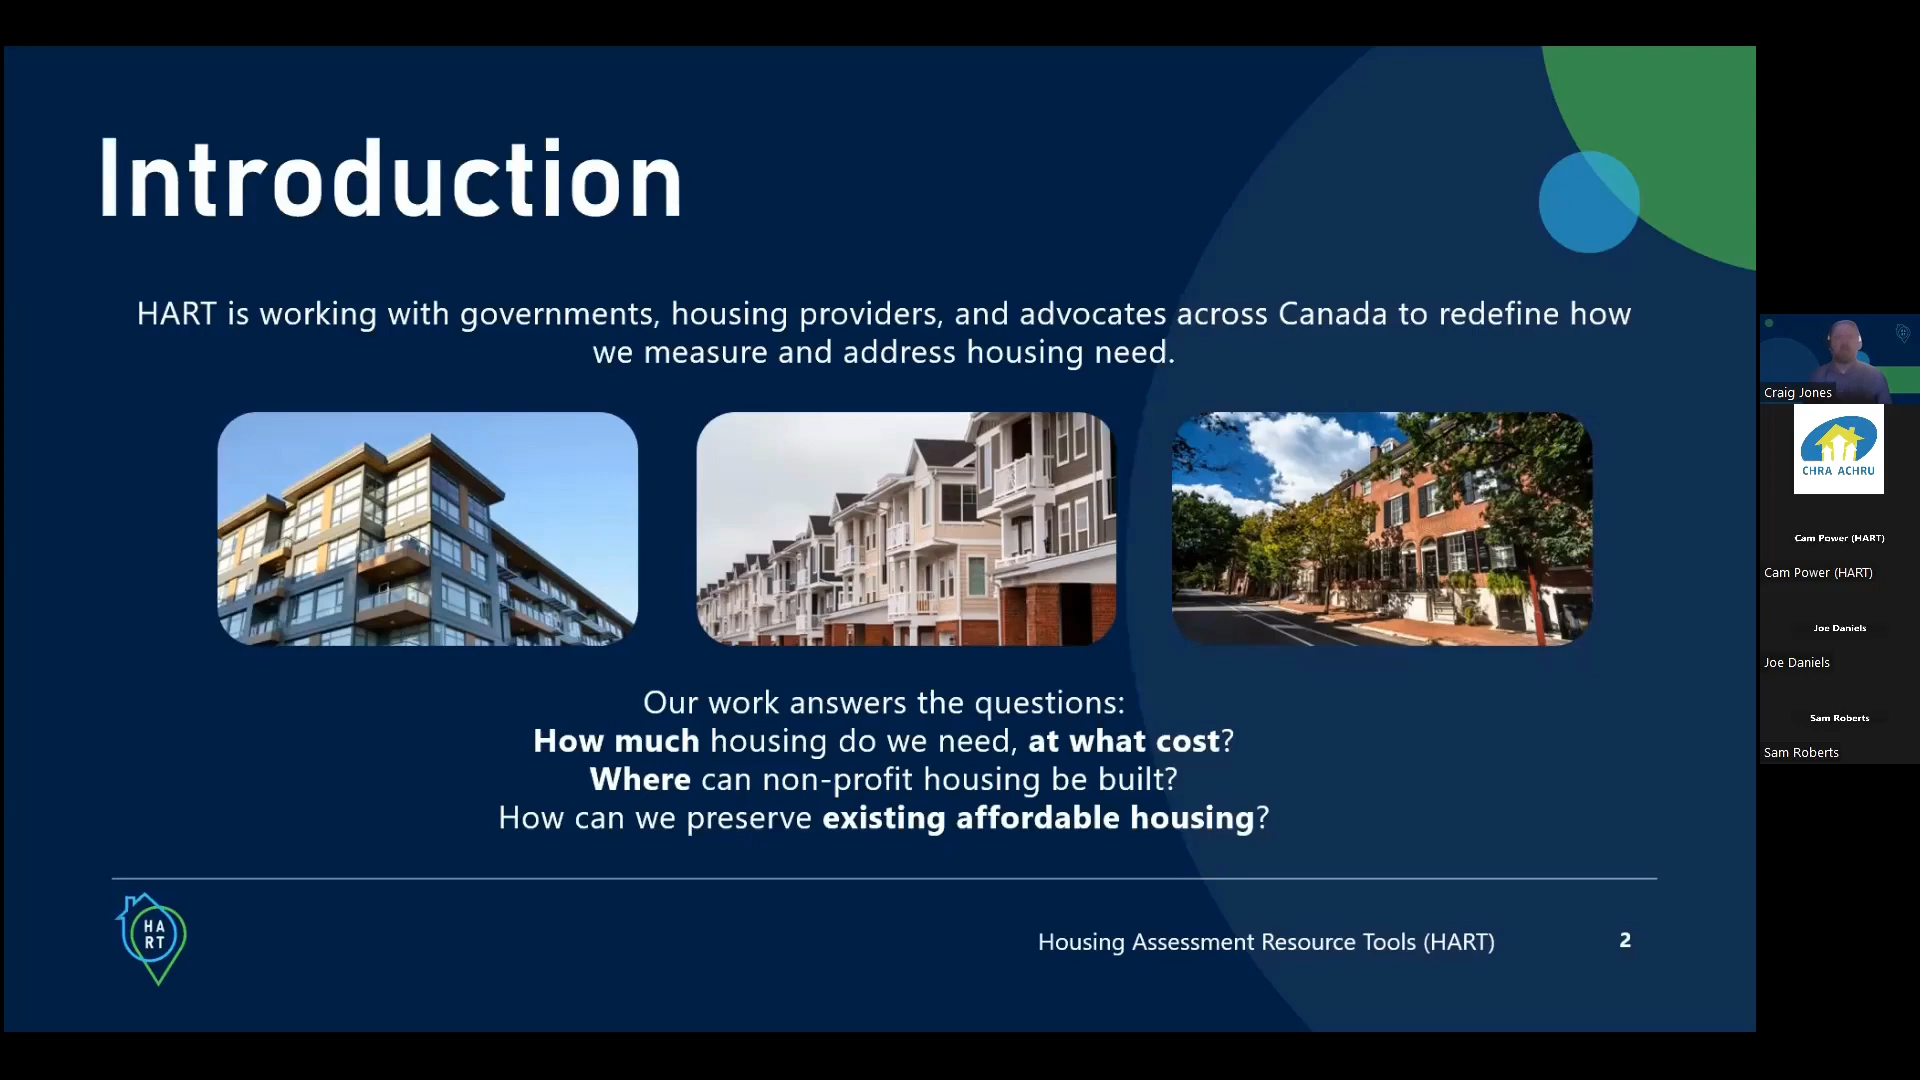 Introduction
HART is working with governments, housing providers, and advocates across Canada to redefine how
we measure and address housing need.
Our work answers the questions:
How much housing do we need, at what cost?
Where can non-profit housing be built?
How can we preserve existing affordable housing?
HA
RT
Housing Assessment Resource Tools (HART)
2
Craig Jones
CHRA ACHRU
Cam Power (HART)
Cam Power (HART)
Joe Daniels
Joe Daniels
Sam Roberts
Sam Roberts